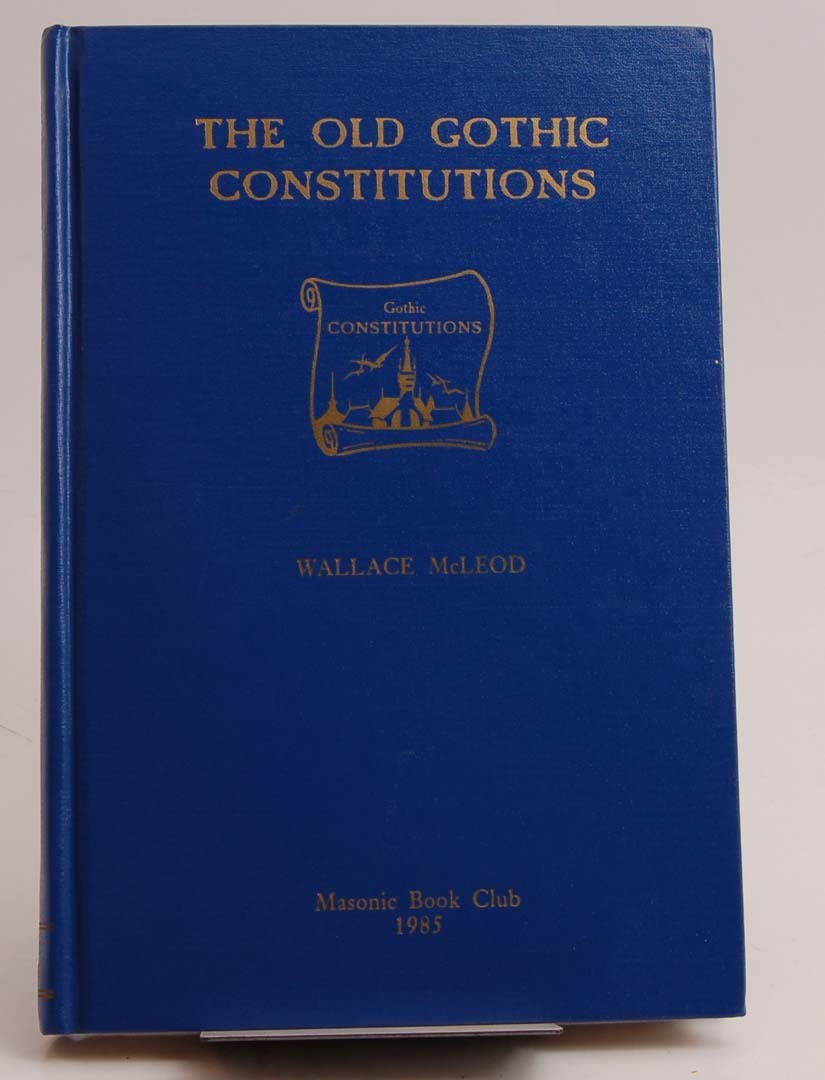 THE OLD GOTHIC
CONSTITUTIONS
Gothic
CONSTITUTIONS
WALLACE McLEOD
Masonic Book Club
1985